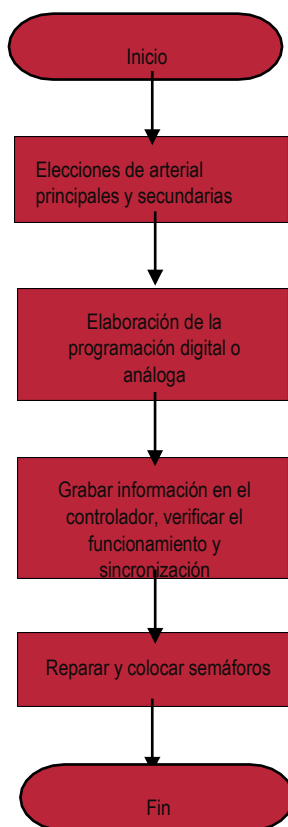 Inicio
Elecciones de arterial
principales y secundarias
Elaboración de la
programación digital o
análoga
Grabar información en el
controlador, verificar el
funcionamiento y
sincronización
Reparar y colocar semáforos
Fin